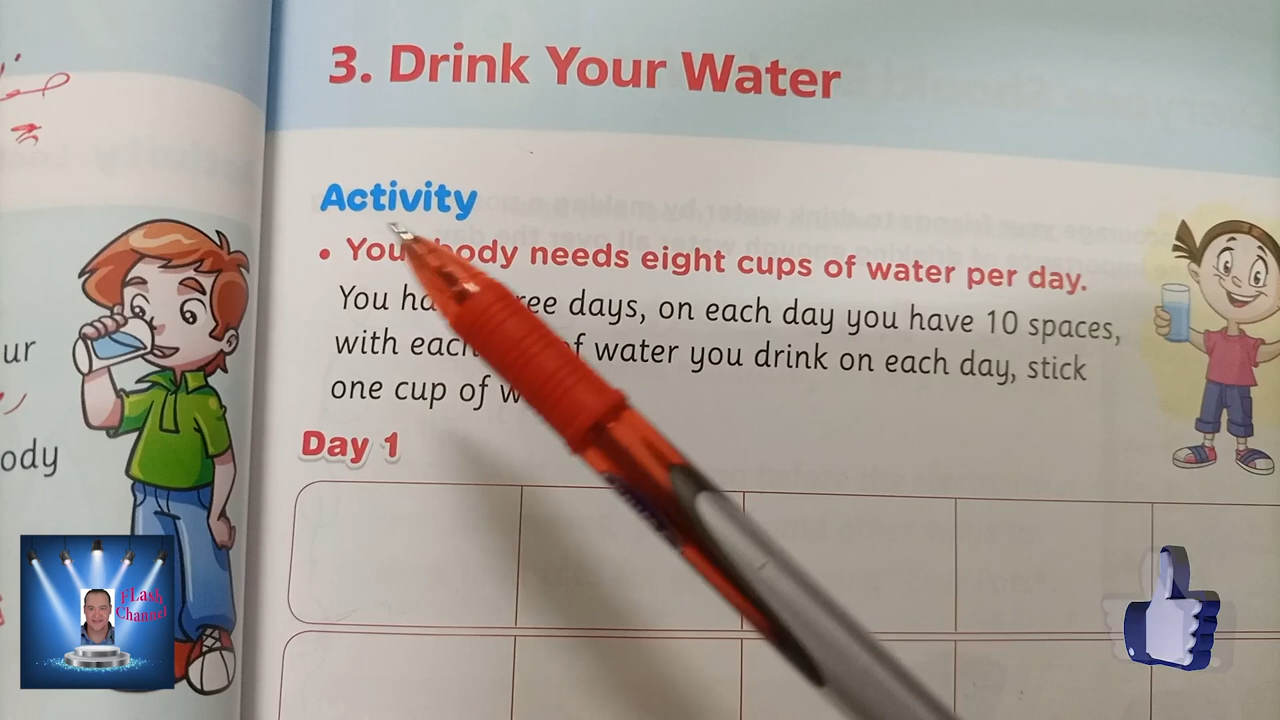 3. Drink Your Water
Activity
• You body needs eight cups of water per day.
You ha ree days, on each day you have 10 spaces,
with each of water you drink on each day, stick
one cup of w
Day 1
ur
ody
FLash
Channel